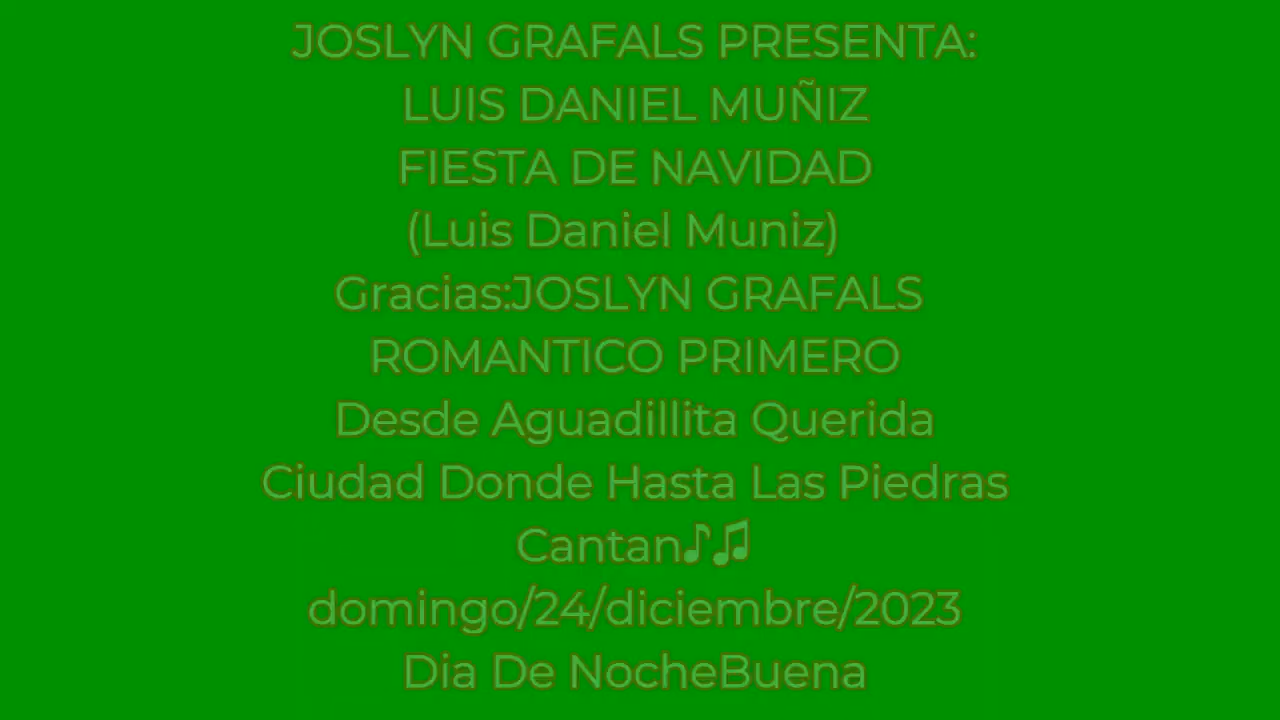 JOSLYN GRAFALS PRESENTA:
LUIS DANIEL MUÑIZ
FIESTA DE NAVIDAD
(Luis Daniel Muniz)
Gracias:JOSLYN GRAFALS
ROMANTICO PRIMERO
Desde Aguadillita Querida
Ciudad Donde Hasta Las Piedras
Cantan🎵🎶
domingo/24/diciembre/2023
Dia De NocheBuena